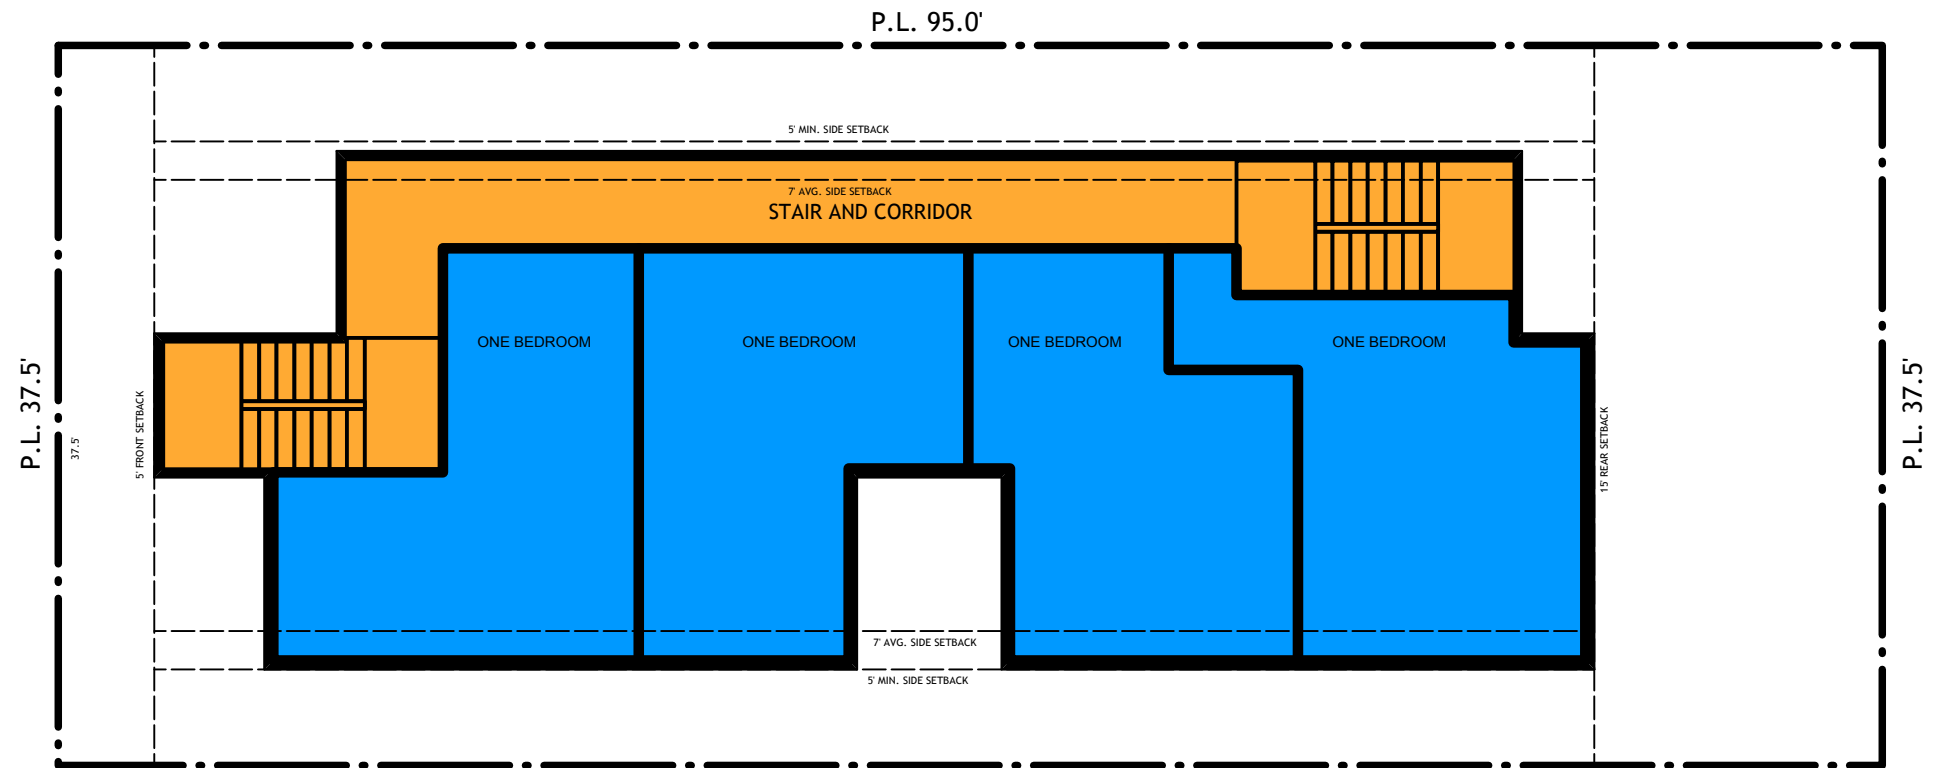 P.L. 95.0'
5' MIN. SIDE SETBACK
7' AVG. SIDE SETBACK
STAIR AND CORRIDOR
ONE BEDROOM
ONE BEDROOM
ONE BEDROOM
ONE BEDROOM
P.L. 37.5'
37.5'
5' FRONT SETBACK
15' REAR SETBACK
P.L. 37.5'
7' AVG. SIDE SETBACK
5' MIN. SIDE SETBACK